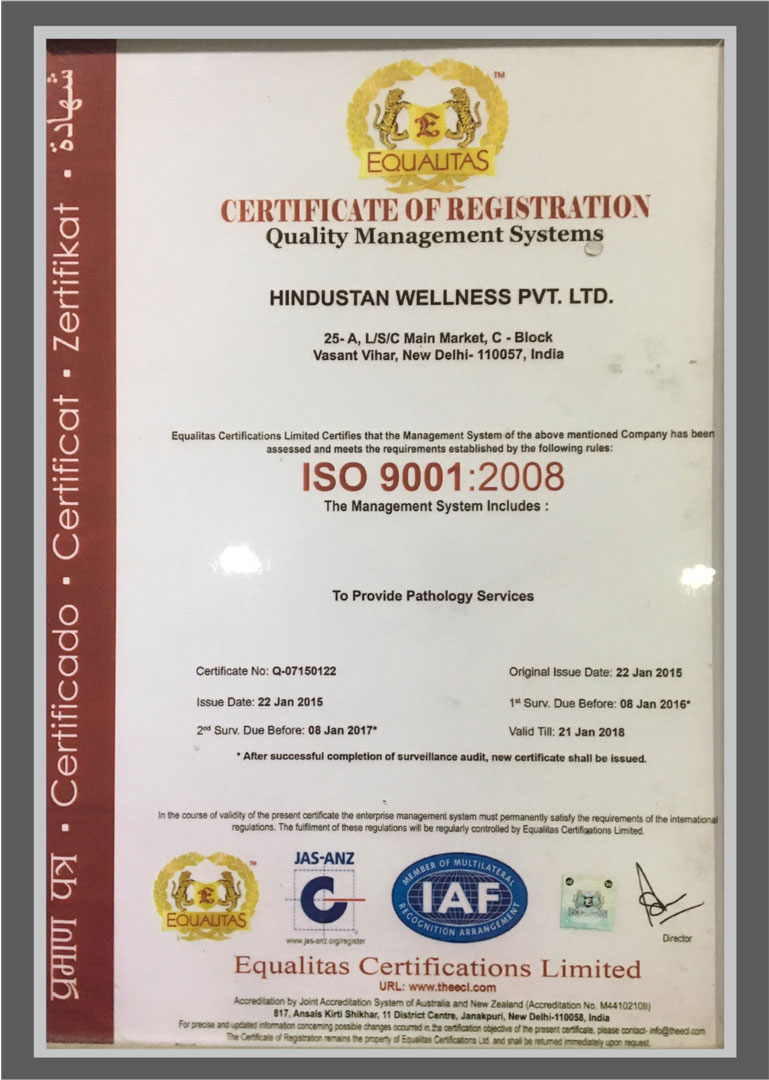 شهادة • Zertifikat • Certificat • Certificado • प्रमाण पत्र
TM
E
EQUALITAS
CERTIFICATE OF REGISTRATION
Quality Management Systems
HINDUSTAN WELLNESS PVT. LTD.
25- A, L/S/C Main Market, C - Block
Vasant Vihar, New Delhi- 110057, India
Equalitas Certifications Limited Certifies that the Management System of the above mentioned Company has been
assessed and meets the requirements established by the following rules:
ISO 9001:2008
The Management System Includes :
To Provide Pathology Services
Certificate No: Q-07150122
Original Issue Date: 22 Jan 2015
Issue Date: 22 Jan 2015
1st Surv. Due Before: 08 Jan 2016*
2nd Surv. Due Before: 08 Jan 2017*
Valid Till: 21 Jan 2018
* After successful completion of surveillance audit, new certificate shall be issued.
In the course of validity of the present certificate the enterprise management system must permanently satisfy the requirements of the international
regulations. The fulfilment of these regulations will be regularly controlled by Equalitas Certifications Limited.
TM
E
EQUALITAS
JAS-ANZ
C
www.jas-anz.org/register
MEMBER OF MULTILATERAL
IAF
RECOGNITION ARRANGEMENT
E
Director
Equalitas Certifications Limited
URL: www.theecl.com
Accreditation by Joint Accreditation System of Australia and New Zealand (Accreditation No. M4410210II)
817, Ansals Kirti Shikhar, 11 District Centre, Janakpuri, New Delhi-110058, India
For precise and updated information concerning possible changes occurred in the certification objective of the present certificate, please contact- info@theecl.com
The Certificate of Registration remains the property of Equalitas Certifications Ltd. and shall be returned immediately upon request.